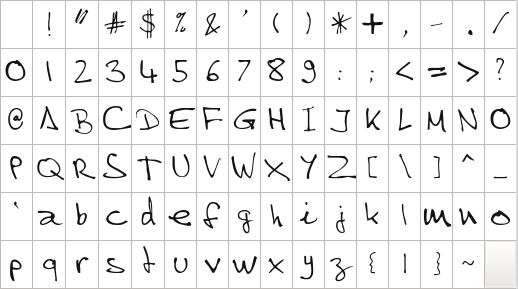 ! " # $ % & ' ( ) * + , - . /
0 1 2 3 4 5 6 7 8 9 : ; < = > ?
@ A B C D E F G H I J K L M N O
P Q R S T U V W X Y Z [ \ ] ^ _
` a b c d e f g h i j k l m n o
p q r s t u v w x y z { | } ~